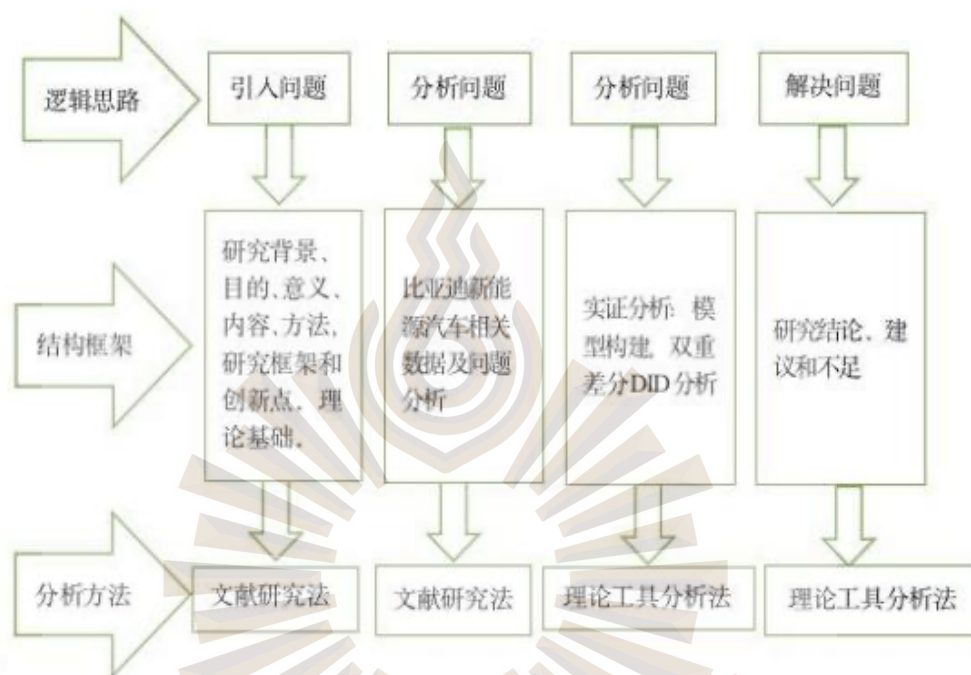 逻辑思路
引入问题
分析问题
分析问题
解决问题
结构框架
研究背景、
目的、意义、
内容、方法,
研究框架和
创新点。理
论基础。
比亚迪新能
源汽车相关
数据及问题
分析
实证分析: 模
型构建 双重
差分DID 分析
研究结论、建
议和不足
分析方法
文献研究法
文献研究法
理论工具分析法
理论工具分析法